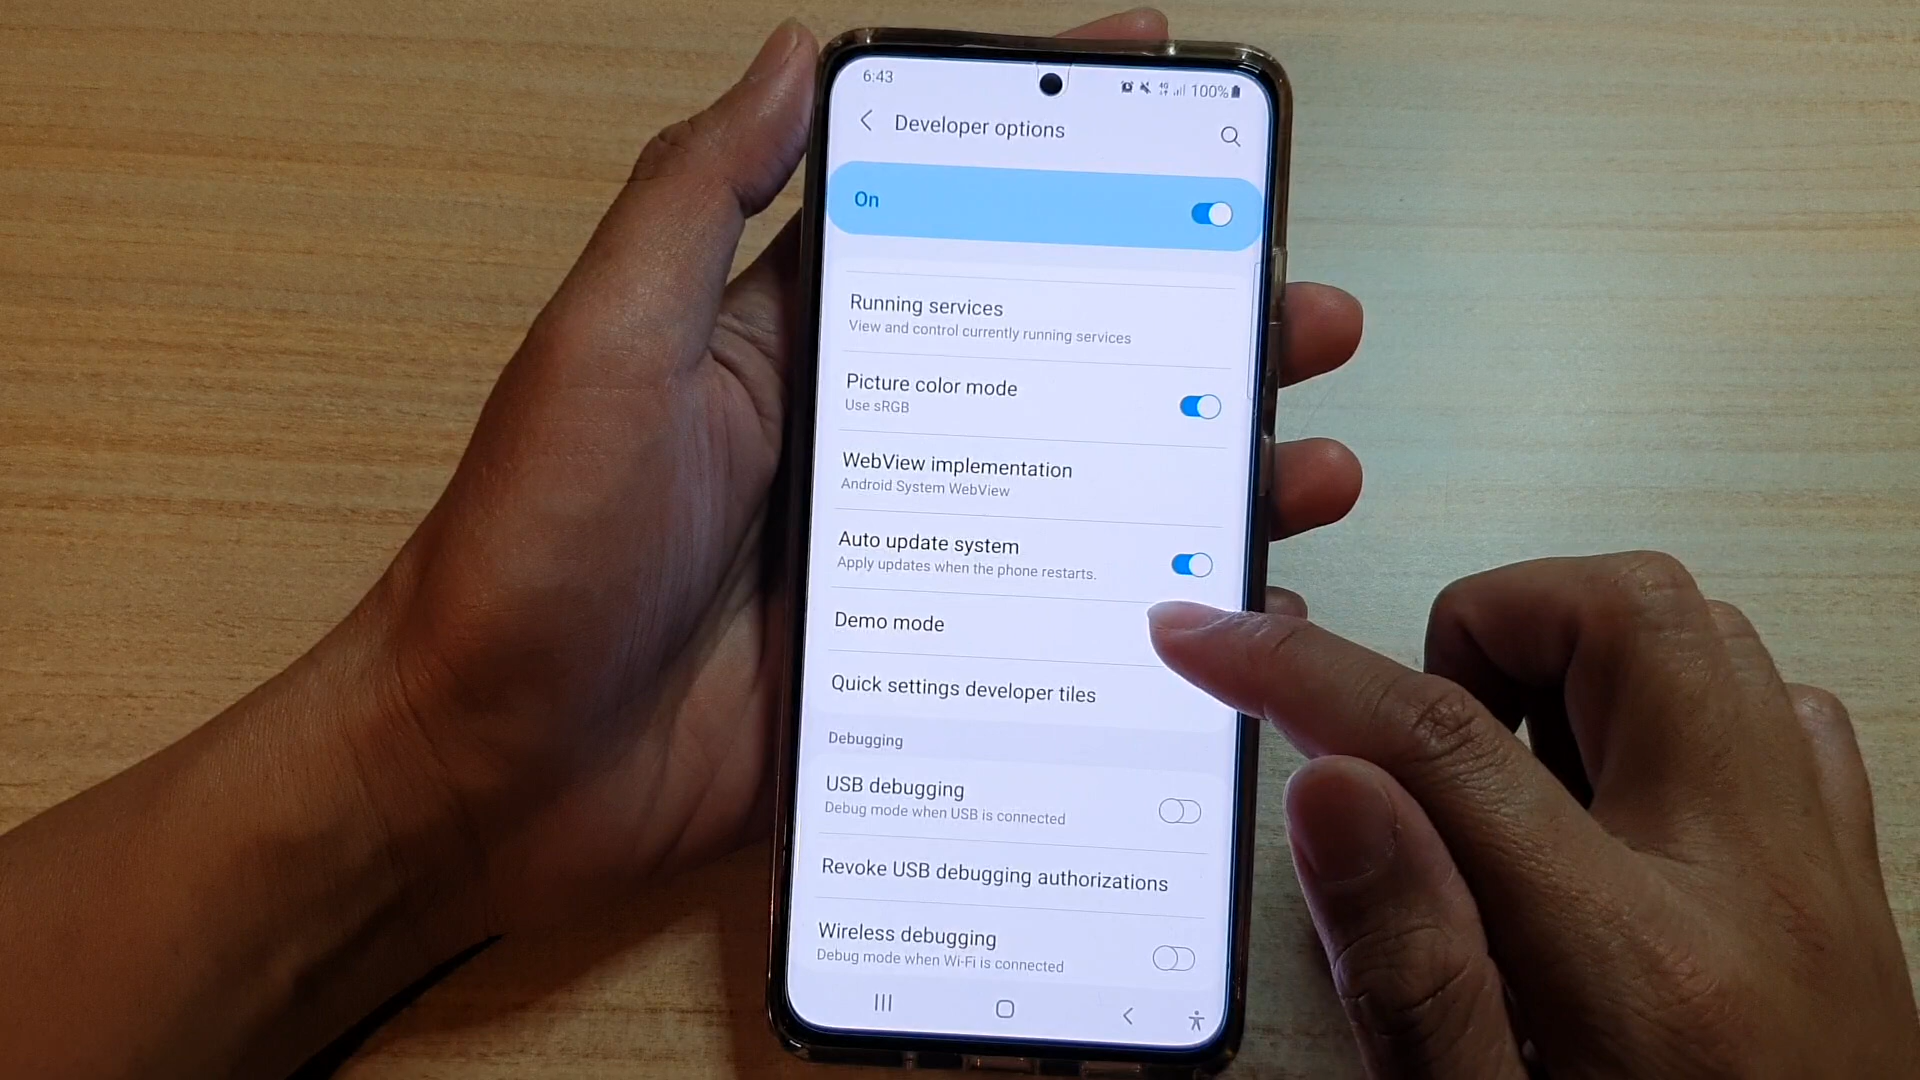 6:43
4G 100%
Developer options
On
Running services
View and control currently running services
Picture color mode
Use sRGB
WebView implementation
Android System WebView
Auto update system
Apply updates when the phone restarts.
Demo mode
Quick settings developer tiles
Debugging
USB debugging
Debug mode when USB is connected
Revoke USB debugging authorizations
Wireless debugging
Debug mode when Wi-Fi is connected